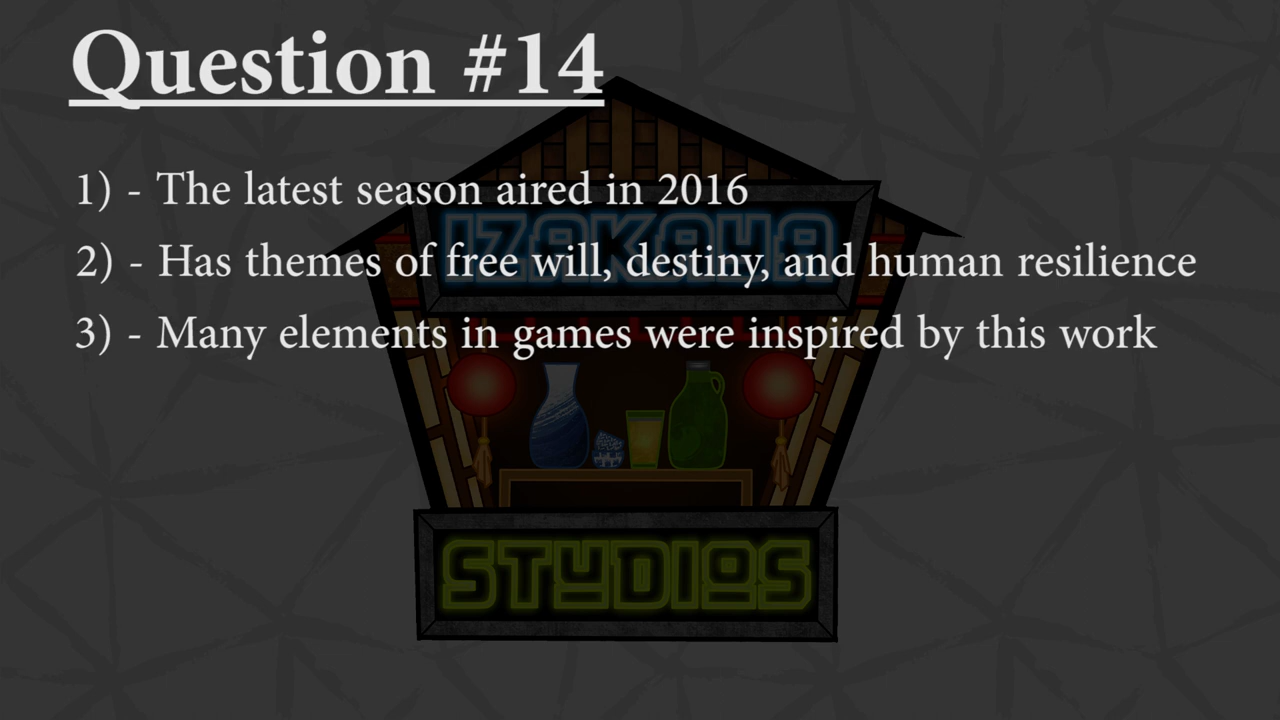 Question #14
1) - The latest season aired in 2016
2) - Has themes of free will, destiny, and human resilience
3) - Many elements in games were inspired by this work
IZAKAYA
STUDIOS